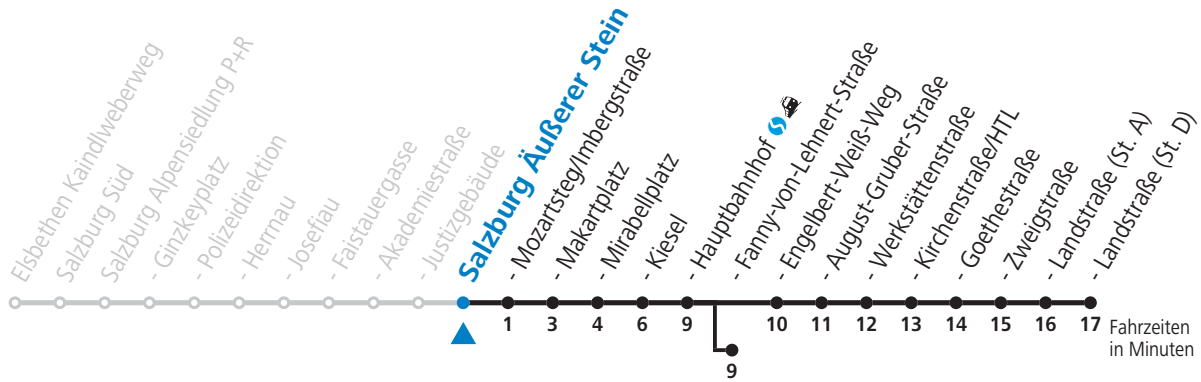 Elsbethen Kaindlweberweg
Salzburg Süd
Salzburg Alpensiedlung P+R
- Ginzkeyplatz
- Polizeidirektion
- Herrnau
- Josefiau
- Faistauergasse
- Akademiestraße
- Justizgebäude
Salzburg Äußerer Stein
- Mozartsteg/Imbergstraße
- Makartplatz
- Mirabellplatz
- Kiesel
- Hauptbahnhof
- Fanny-von-Lehnert-Straße
- Engelbert-Weiß-Weg
- August-Gruber-Straße
- Werkstättenstraße
- Kirchenstraße/HTL
- Goethestraße
- Zweigstraße
- Landstraße (St. A)
- Landstraße (St. D)
1 3 4 6 9 10 11 12 13 14 15 16 17
9
Fahrzeiten
in Minuten